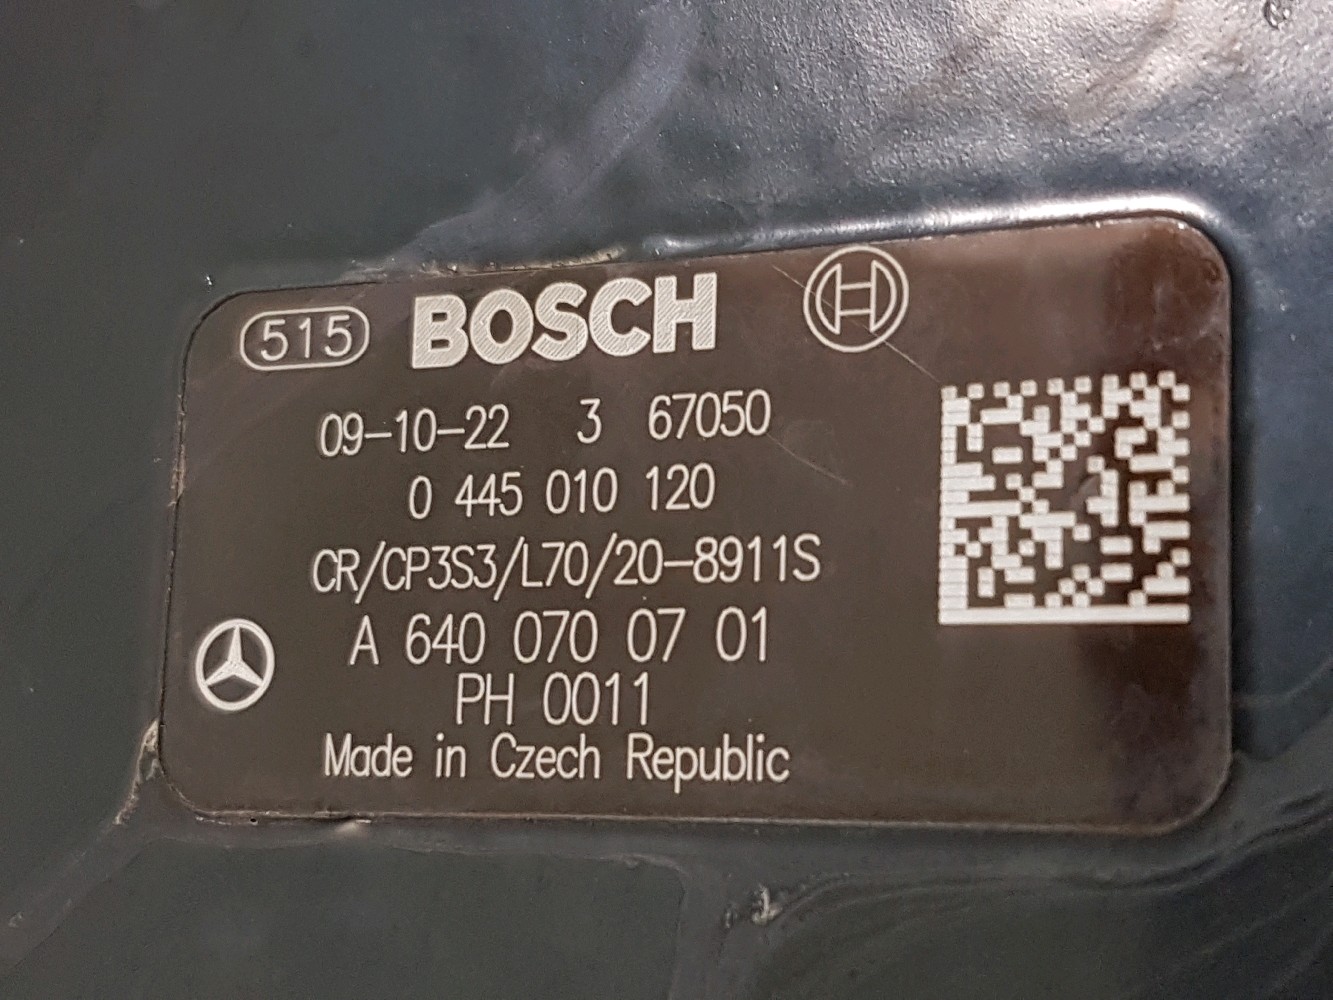 515 BOSCH
09-10-22 3 67050
0 445 010 120
CR/CP3S3/L70/20-8911S
A 640 070 07 01
PH 0011
Made in Czech Republic